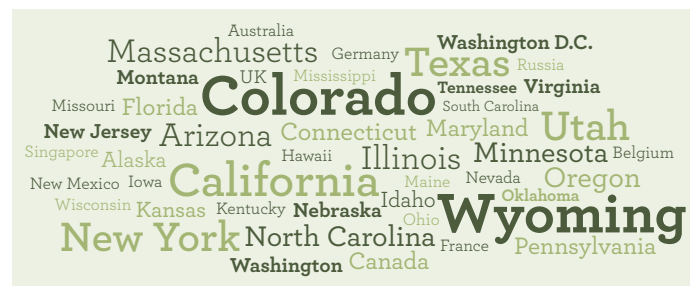 Australia
Massachusetts Germany Texas Washington D.C.
Montana UK Mississippi Russia
Colorado Tennessee Virginia
Missouri Florida South Carolina
New Jersey Arizona Connecticut Maryland Utah
Singapore Alaska Hawaii Illinois Minnesota Belgium
New Mexico Iowa California Maine Nevada Oregon
Wisconsin Kansas Kentucky Nebraska Idaho Oklahoma
Ohio Wyoming
New York North Carolina France Pennsylvania
Washington Canada